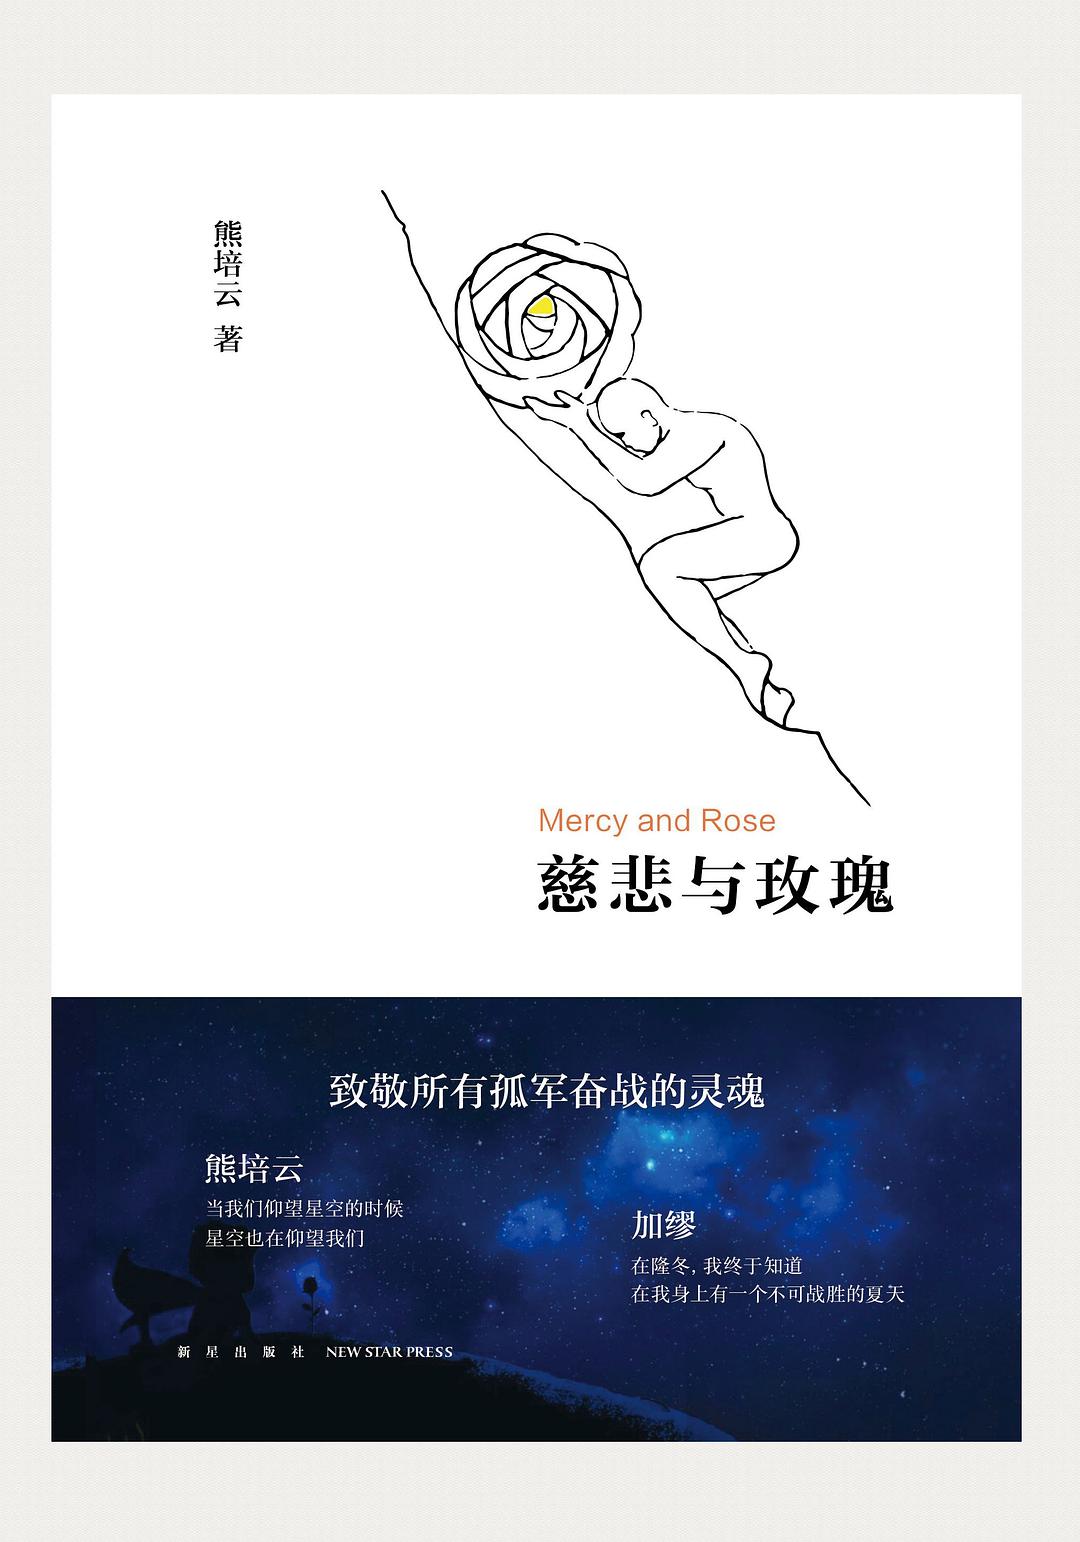 熊培云 著
Mercy and Rose
慈悲与玫瑰
致敬所有孤军奋战的灵魂
熊培云
当我们仰望星空的时候
星空也在仰望我们
加缪
在隆冬，我终于知道
在我身上有一个不可战胜的夏天
新星出版社 NEW STAR PRESS